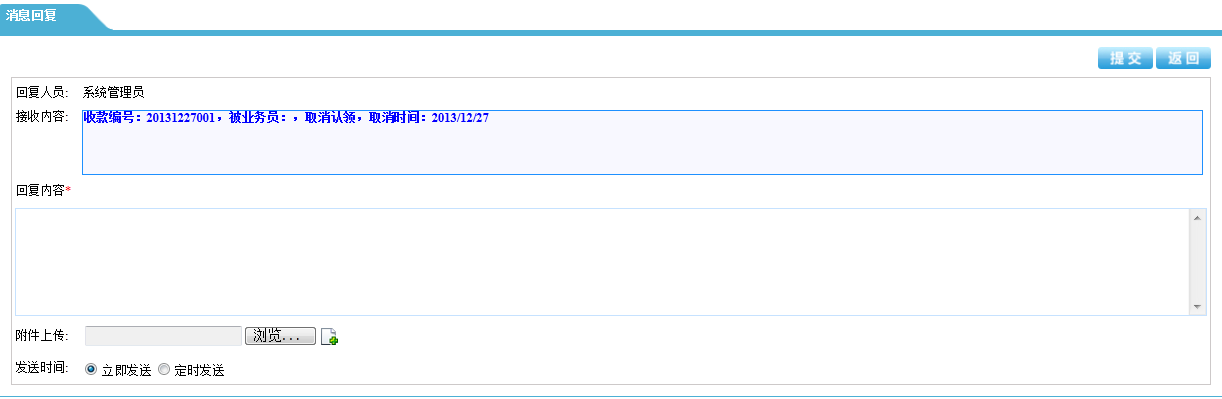 消息回复
提交 返回
回复人员: 系统管理员
接收内容: 收款编号：20131227001，被业务员：，取消认领，取消时间：2013/12/27
回复内容*
附件上传: 浏览...
发送时间: 立即发送 定时发送